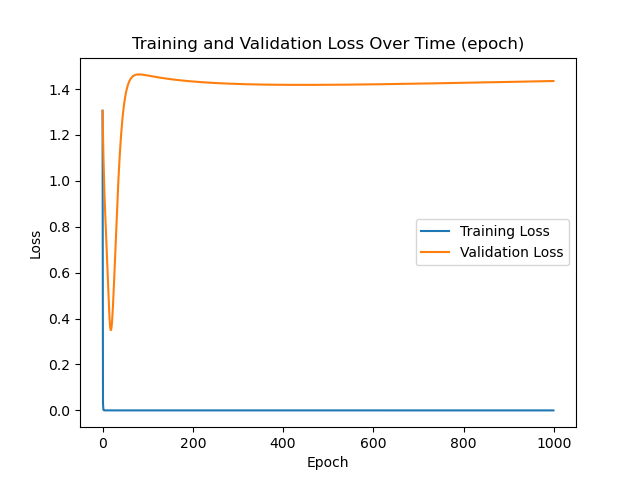 Training and Validation Loss Over Time (epoch)
Loss
1.4
1.2
1.0
0.8
0.6
0.4
0.2
0.0
Training Loss
Validation Loss
0 200 400 600 800 1000
Epoch